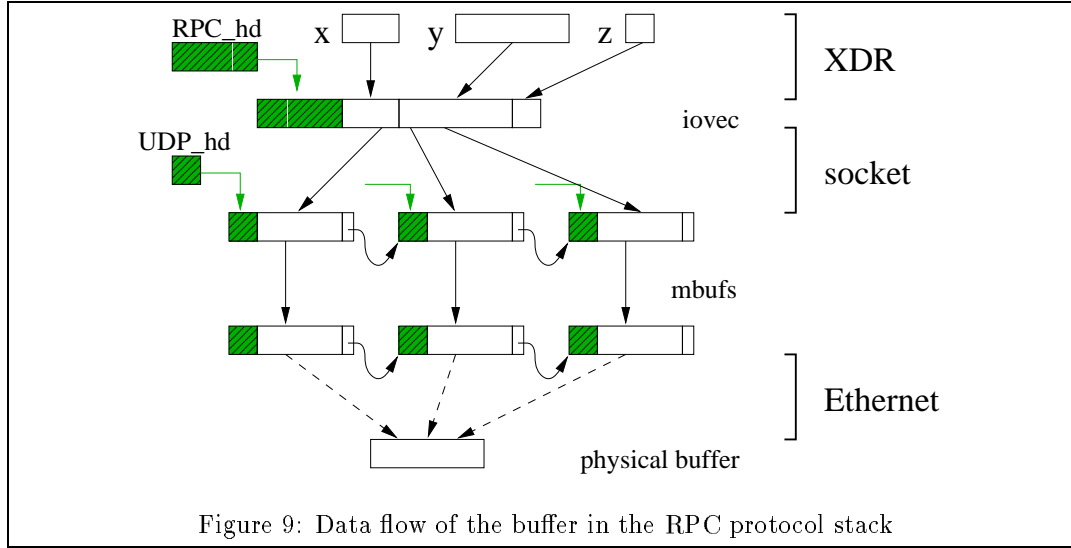 RPC_hd
x
y
z
XDR
iovec
UDP_hd
socket
mbufs
Ethernet
physical buffer
Figure 9: Data flow of the buffer in the RPC protocol stack